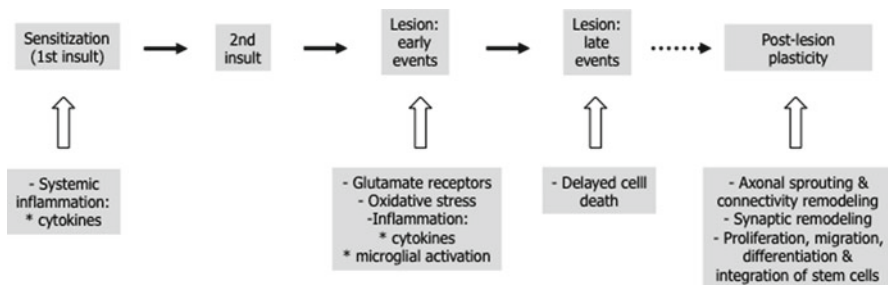 Sensitization
(1st insult)
2nd
insult
Lesion:
early
events
Lesion:
late
events
Post-lesion
plasticity
- Systemic
inflammation:
* cytokines
- Glutamate receptors
- Oxidative stress
-Inflammation:
* cytokines
* microglial activation
- Delayed celll
death
- Axonal sprouting &
connectivity remodeling
- Synaptic remodeling
- Proliferation, migration,
differentiation &
integration of stem cells